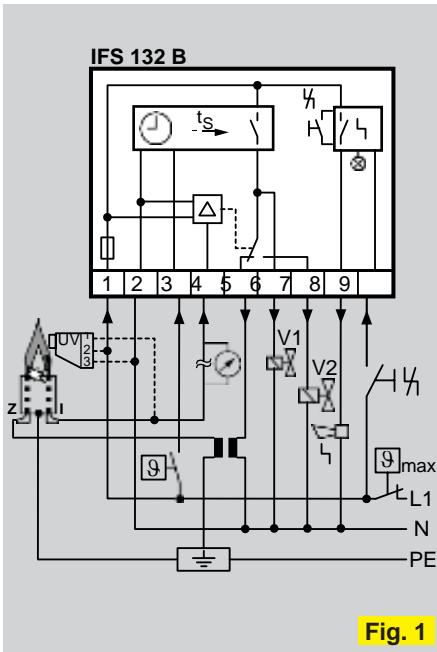 IFS 132 B
tS
1 2 3 4 5 6 7 8 9
UV 1
2
3
V1
V2
Z I
ϑ
ϑ max
L1
N
PE
Fig. 1